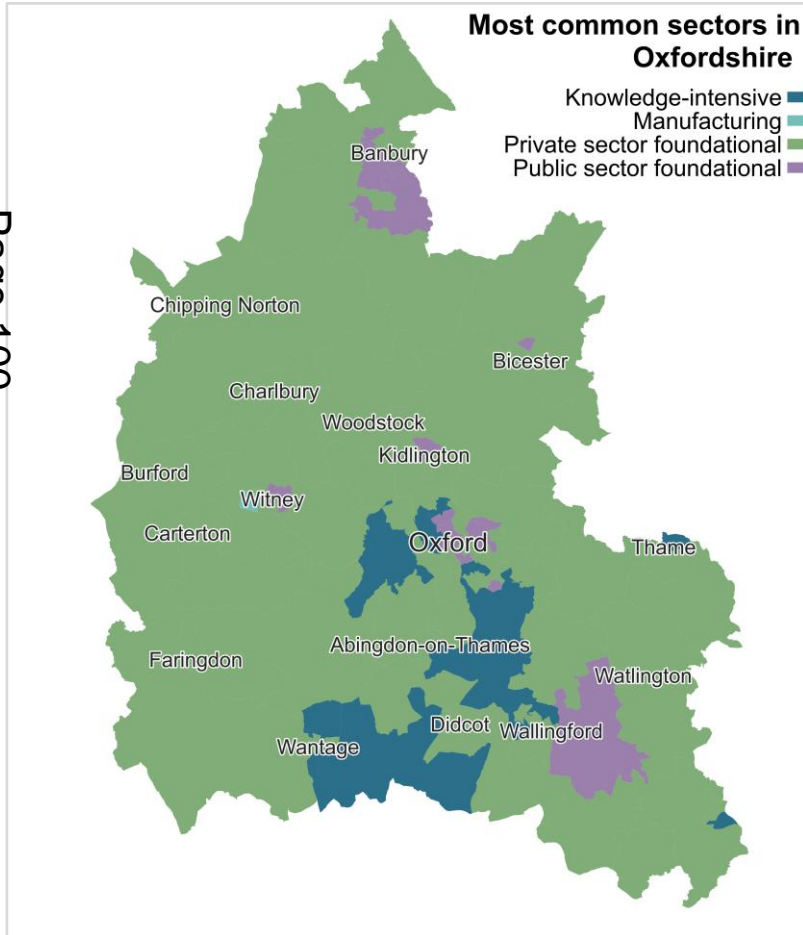 Most common sectors in
Oxfordshire
Knowledge-intensive
Manufacturing
Private sector foundational
Public sector foundational
Banbury
Chipping Norton
Bicester
Charlbury
Woodstock
Kidlington
Burford
Witney
Carterton
Oxford
Thame
Abingdon-on-Thames
Faringdon
Watlington
Didcot
Wallingford
Wantage